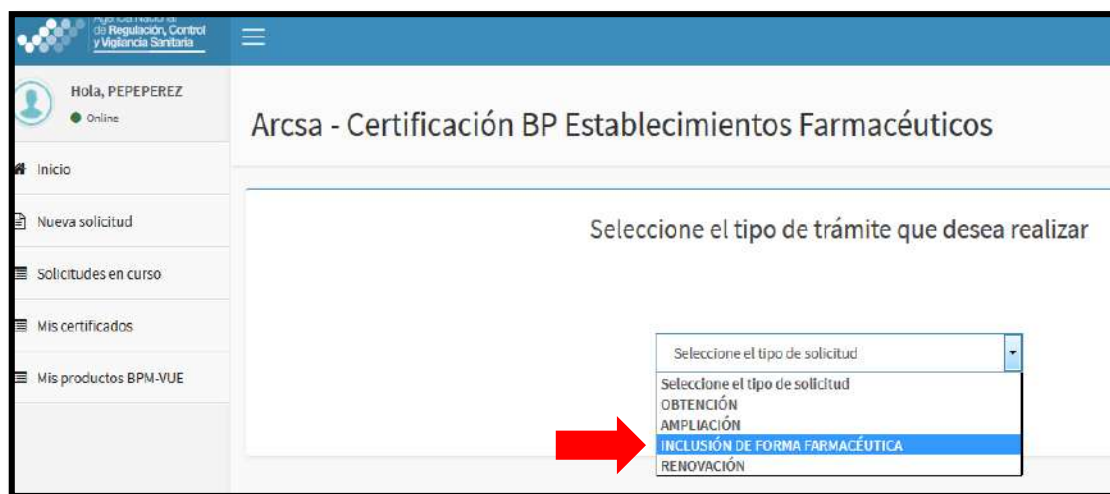 Agencia Nacional
de Regulación, Control
y Vigilancia Sanitaria
Hola, PEPEPEREZ
Online
Inicio
Nueva solicitud
Solicitudes en curso
Mis certificados
Mis productos BPM-VUE
Arcsa - Certificación BP Establecimientos Farmacéuticos
Seleccione el tipo de trámite que desea realizar
Seleccione el tipo de solicitud
Seleccione el tipo de solicitud
OBTENCIÓN
AMPLIACIÓN
INCLUSIÓN DE FORMA FARMACÉUTICA
RENOVACIÓN